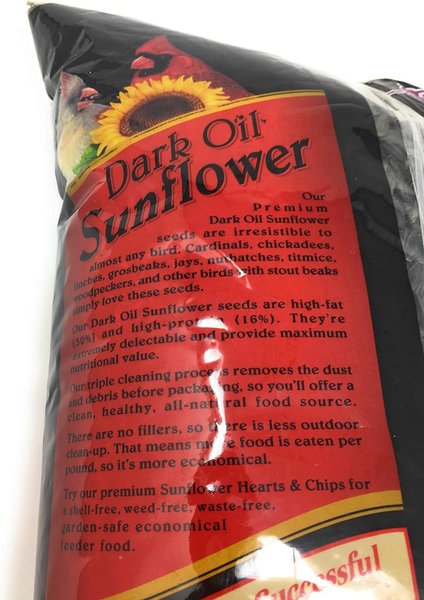 Dark Oil
Sunflower
Our
Premium
Dark Oil Sunflower
seeds are irresistible to
almost any bird. Cardinals, chickadees,
finches, grosbeaks, jays, nuthatches, titmice,
woodpeckers, and other birds with stout beaks
simply love these seeds.
Our Dark Oil Sunflower seeds are high-fat
(30%) and high-protein (16%). They're
extremely delectable and provide maximum
nutritional value.
Our triple cleaning process removes the dust
and debris before packaging, so you'll offer a
clean, healthy, all-natural food source.
There are no fillers, so there is less outdoor
clean-up. That means more food is eaten per
pound, so it's more economical.
Try our premium Sunflower Hearts & Chips for
a shell-free, weed-free, waste-free,
garden-safe economical
feeder food.
Successful